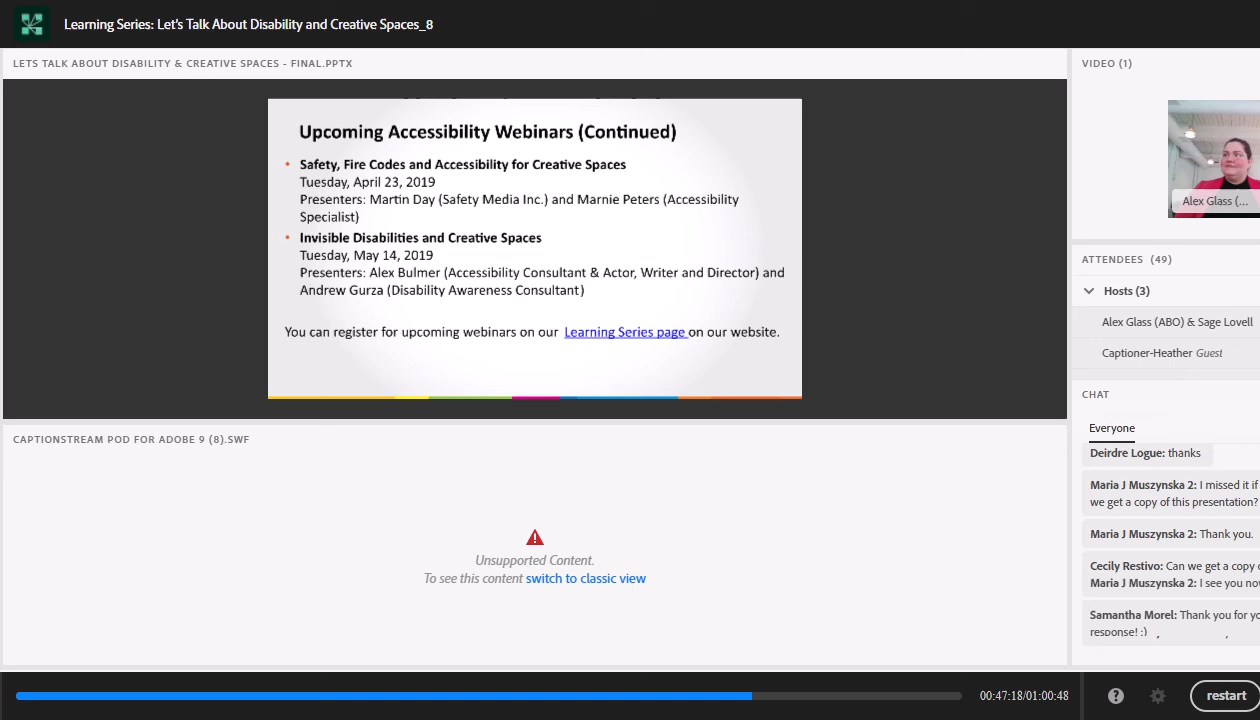 Learning Series: Let's Talk About Disability and Creative Spaces_8
LETS TALK ABOUT DISABILITY & CREATIVE SPACES - FINAL.PPTX
Upcoming Accessibility Webinars (Continued)
• Safety, Fire Codes and Accessibility for Creative Spaces
Tuesday, April 23, 2019
Presenters: Martin Day (Safety Media Inc.) and Marnie Peters (Accessibility
Specialist)
• Invisible Disabilities and Creative Spaces
Tuesday, May 14, 2019
Presenters: Alex Bulmer (Accessibility Consultant & Actor, Writer and Director) and
Andrew Gurza (Disability Awareness Consultant)
You can register for upcoming webinars on our Learning Series page on our website.
CAPTIONSTREAM POD FOR ADOBE 9 (8).SWF
Unsupported Content.
To see this content switch to classic view
VIDEO (1)
Alex Glass (...
ATTENDEES (49)
Hosts (3)
Alex Glass (ABO) & Sage Lovell
Captioner-Heather Guest
CHAT
Everyone
Deirdre Logue: thanks
Maria J Muszynska 2: I missed it if
we get a copy of this presentation?
Maria J Muszynska 2: Thank you.
Cecily Restivo: Can we get a copy
Maria J Muszynska 2: I see you
Samantha Morel: Thank you for
response! :)
00:47:18/01:00:48
restart